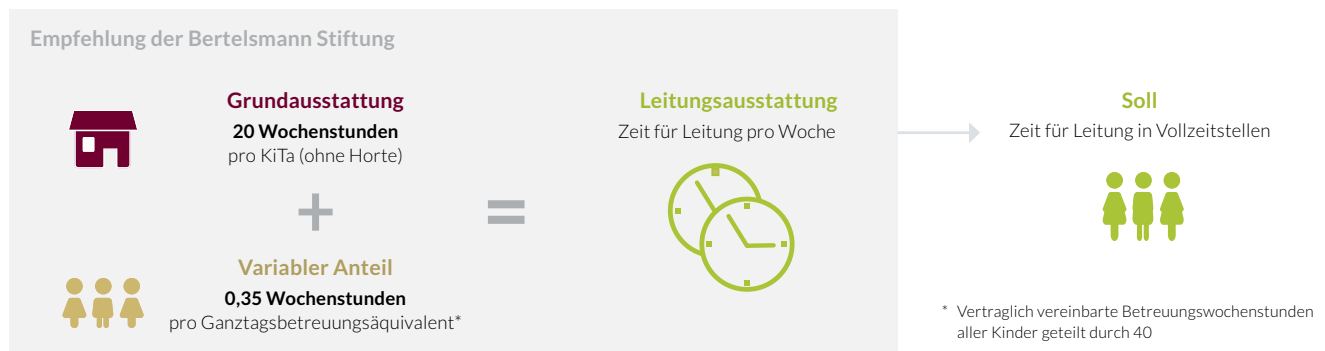 Empfehlung der Bertelsmann Stiftung
Grundausstattung
20 Wochenstunden
pro KiTa (ohne Horte)
+
Variabler Anteil
0,35 Wochenstunden
pro Ganztagsbetreuungsäquivalent*
=
Leitungsausstattung
Zeit für Leitung pro Woche
Soll
Zeit für Leitung in Vollzeitstellen
* Vertraglich vereinbarte Betreuungswochenstunden
aller Kinder geteilt durch 40